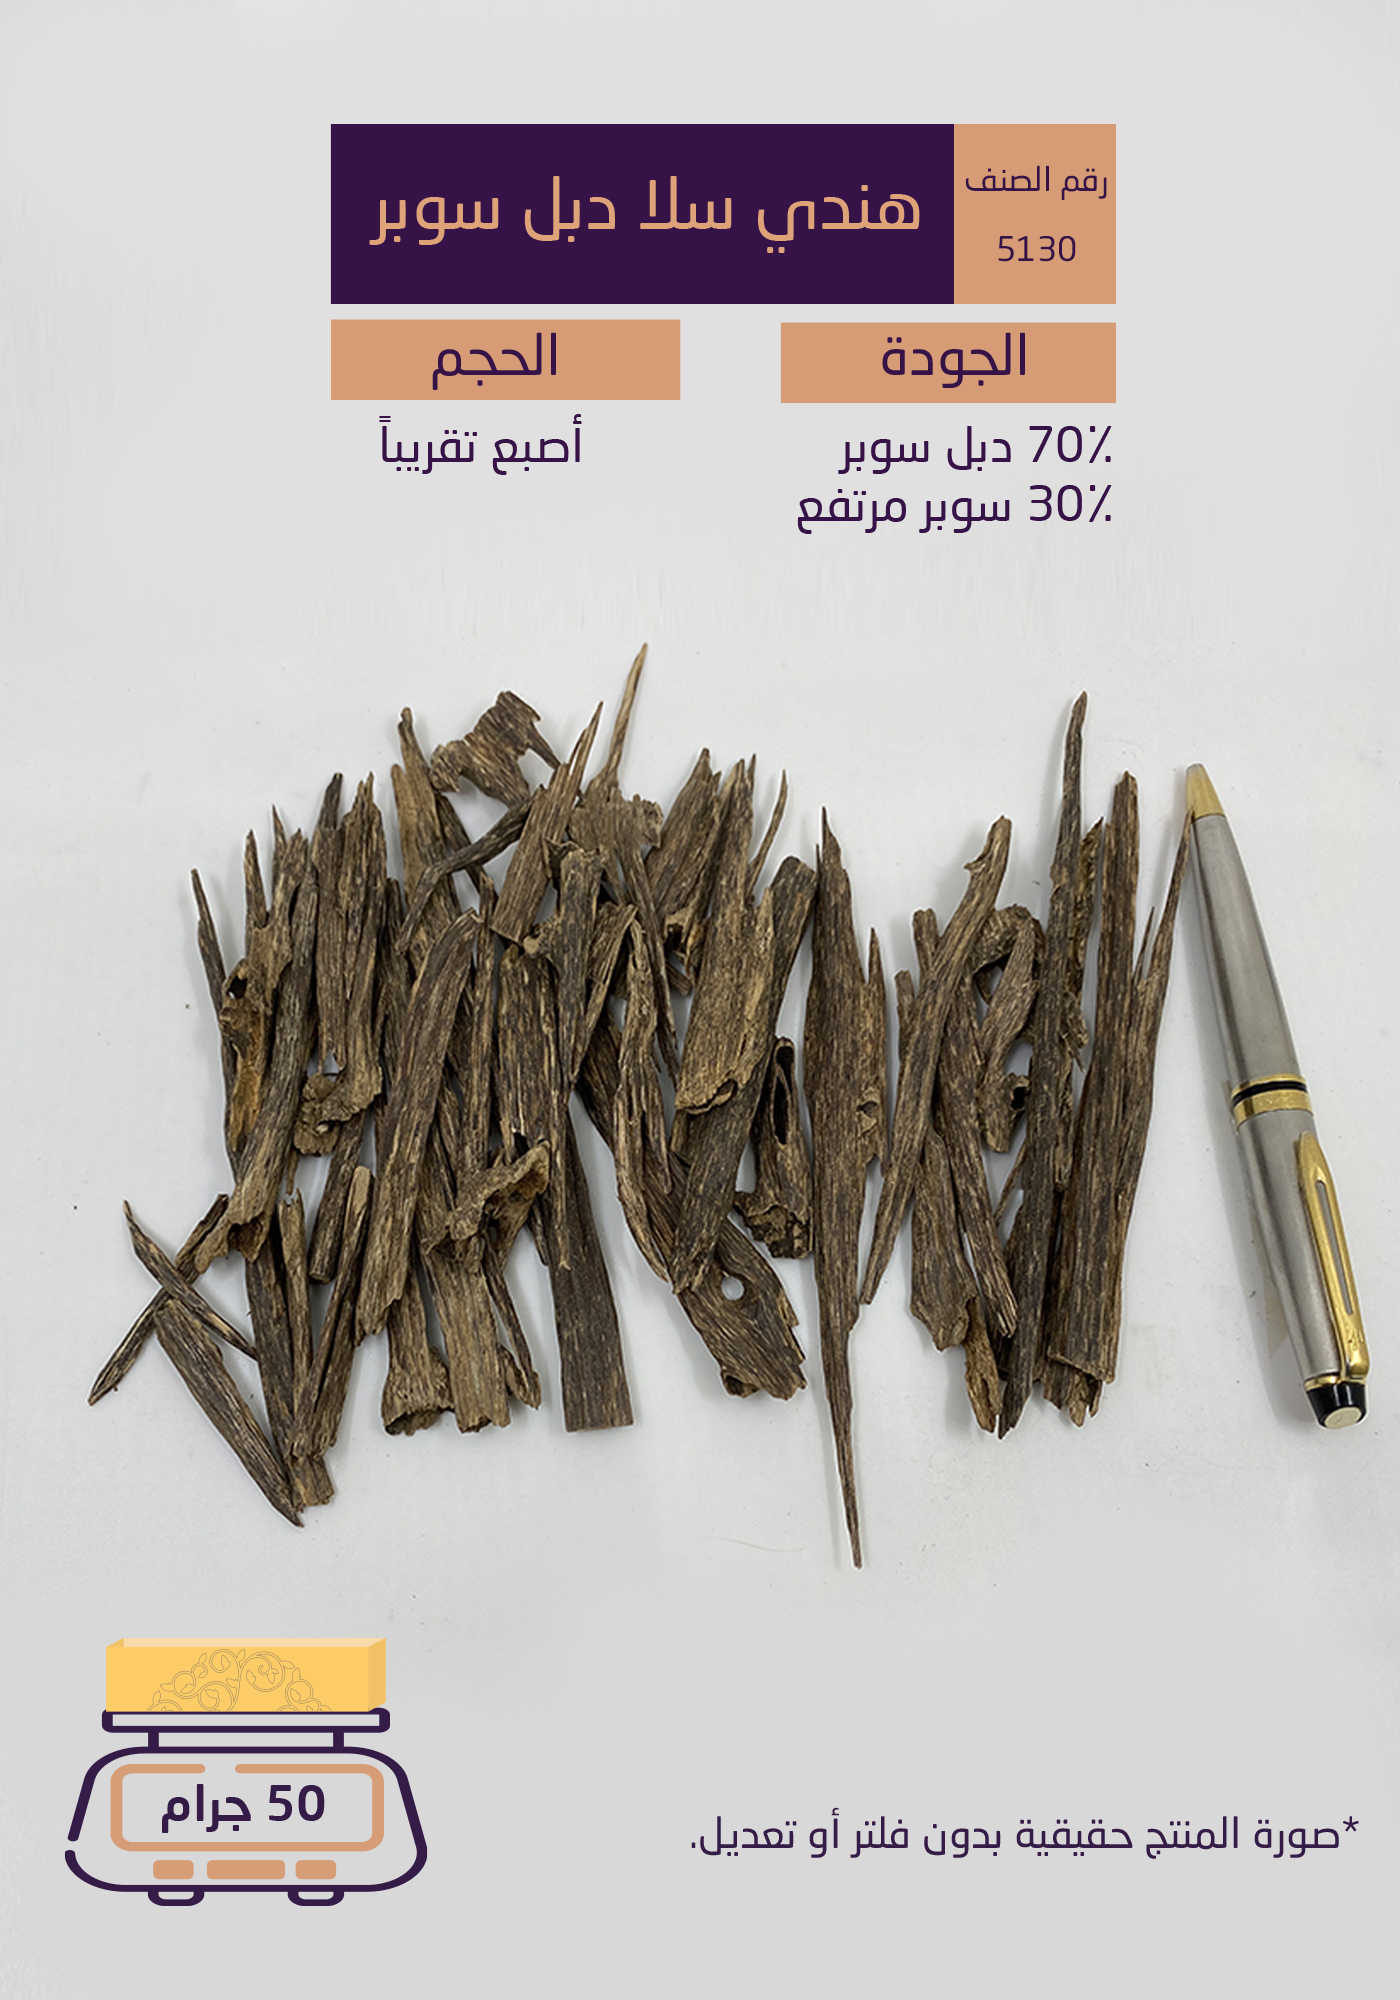 رقم الصنف
5130
هندي سلا دبل سوبر
الجودة
70٪ دبل سوبر
30٪ سوبر مرتفع
الحجم
أصبع تقريباً
50 جرام
*صورة المنتج حقيقية بدون فلتر أو تعديل.